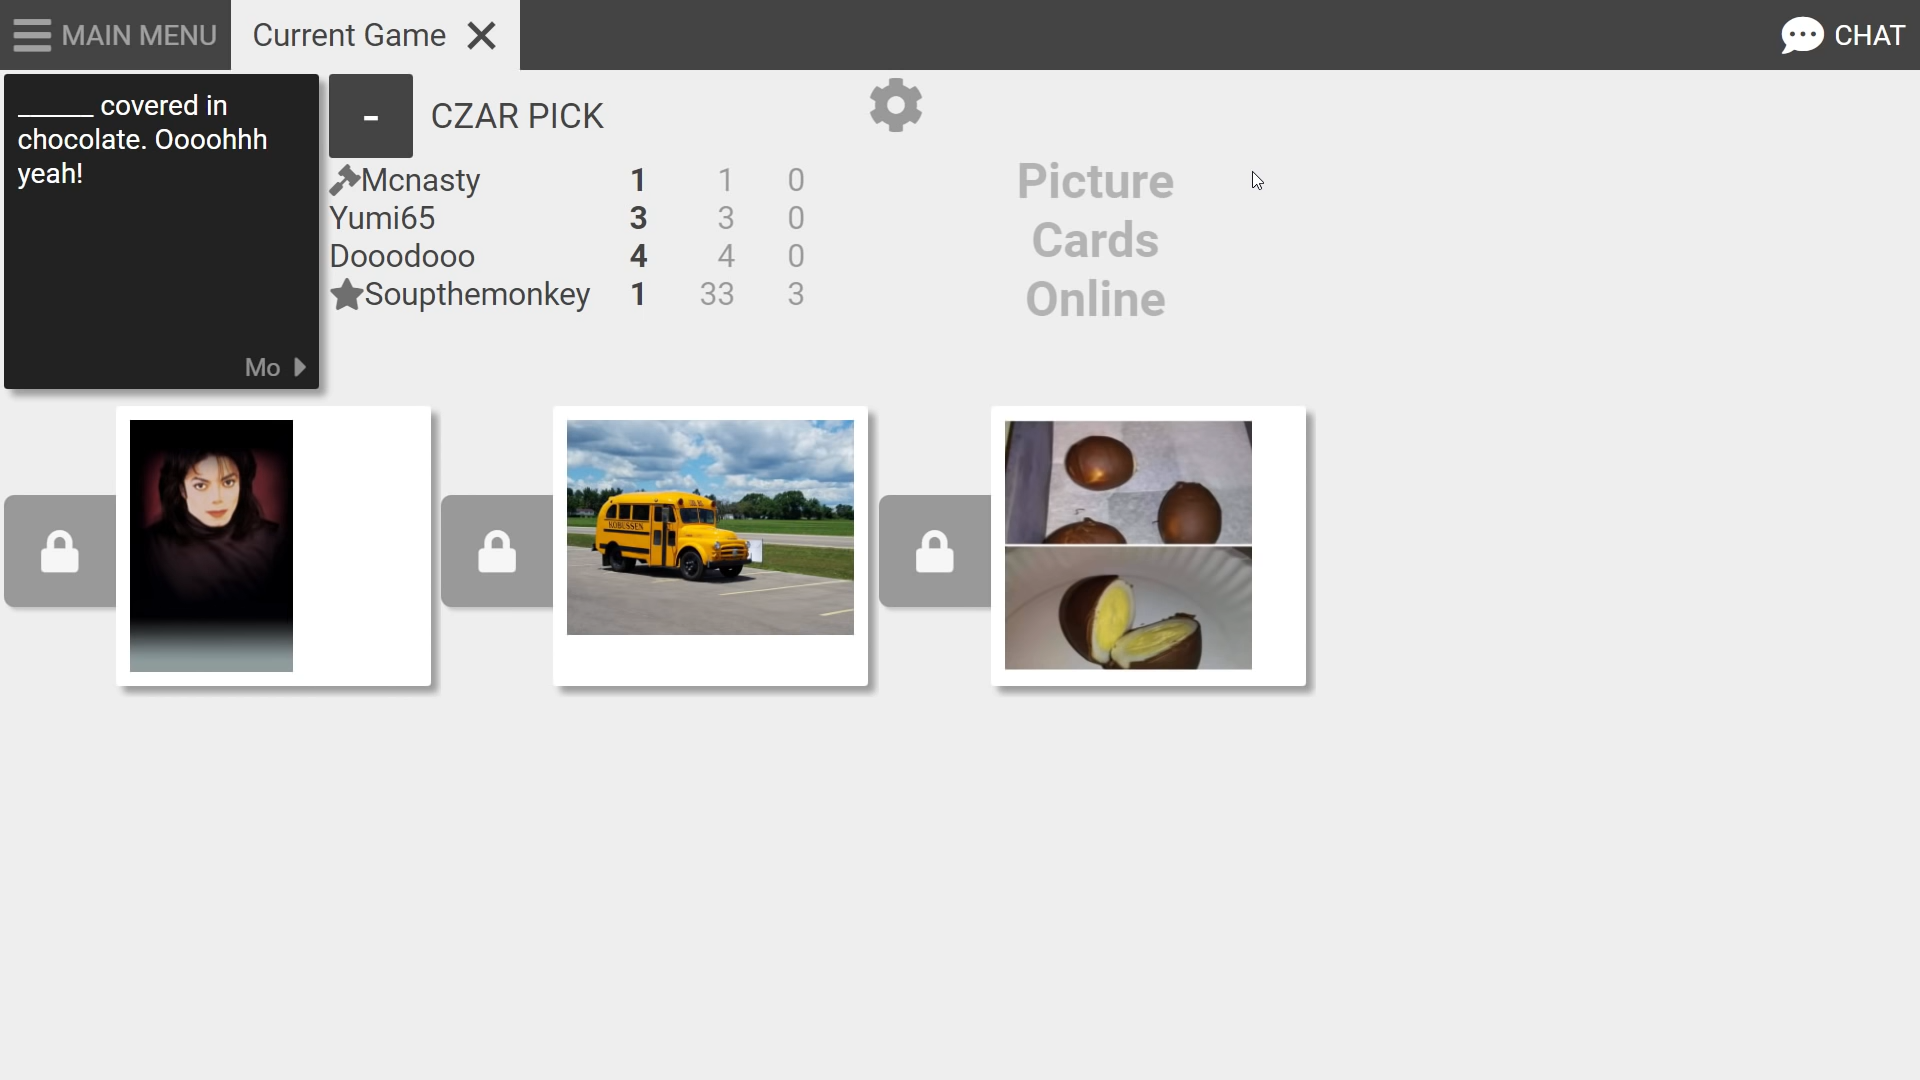 MAIN MENU
Current Game
CHAT
______ covered in
chocolate. Oooohhh
yeah!
Mo
-
CZAR PICK
Mcnasty 1 1 0
Yumi65 3 3 0
Dooodooo 4 4 0
Soupthemonkey 1 33 3
Picture
Cards
Online
KOBUSSEN